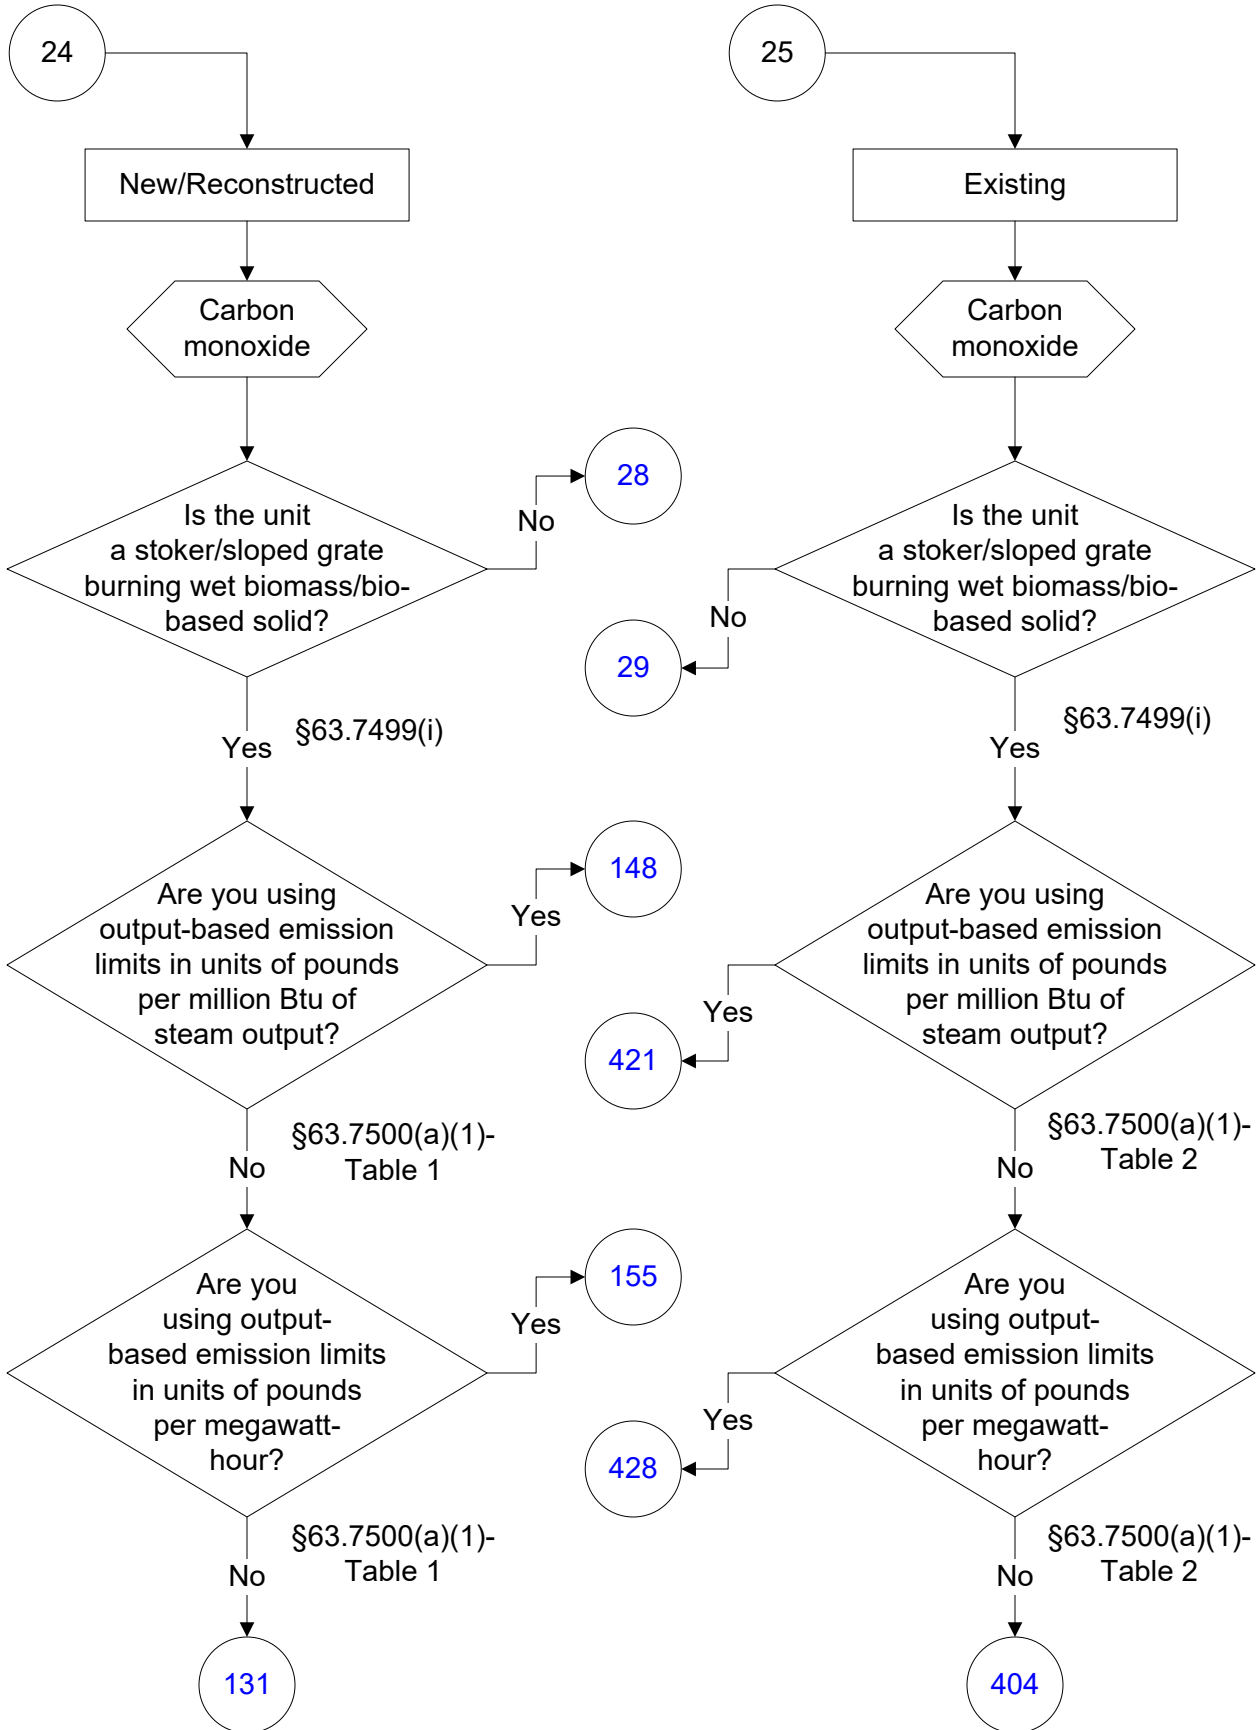 24
New/Reconstructed
Carbon
monoxide
Is the unit
a stoker/sloped grate
burning wet biomass/bio-
based solid?
No
28
Yes
§63.7499(i)
Are you using
output-based emission
limits in units of pounds
per million Btu of
steam output?
Yes
148
No
§63.7500(a)(1)-
Table 1
Are you
using output-
based emission limits
in units of pounds
per megawatt-
hour?
Yes
155
No
§63.7500(a)(1)-
Table 1
131
25
Existing
Carbon
monoxide
Is the unit
a stoker/sloped grate
burning wet biomass/bio-
based solid?
No
29
Yes
§63.7499(i)
Are you using
output-based emission
limits in units of pounds
per million Btu of
steam output?
Yes
421
No
§63.7500(a)(1)-
Table 2
Are you
using output-
based emission limits
in units of pounds
per megawatt-
hour?
Yes
428
No
§63.7500(a)(1)-
Table 2
404